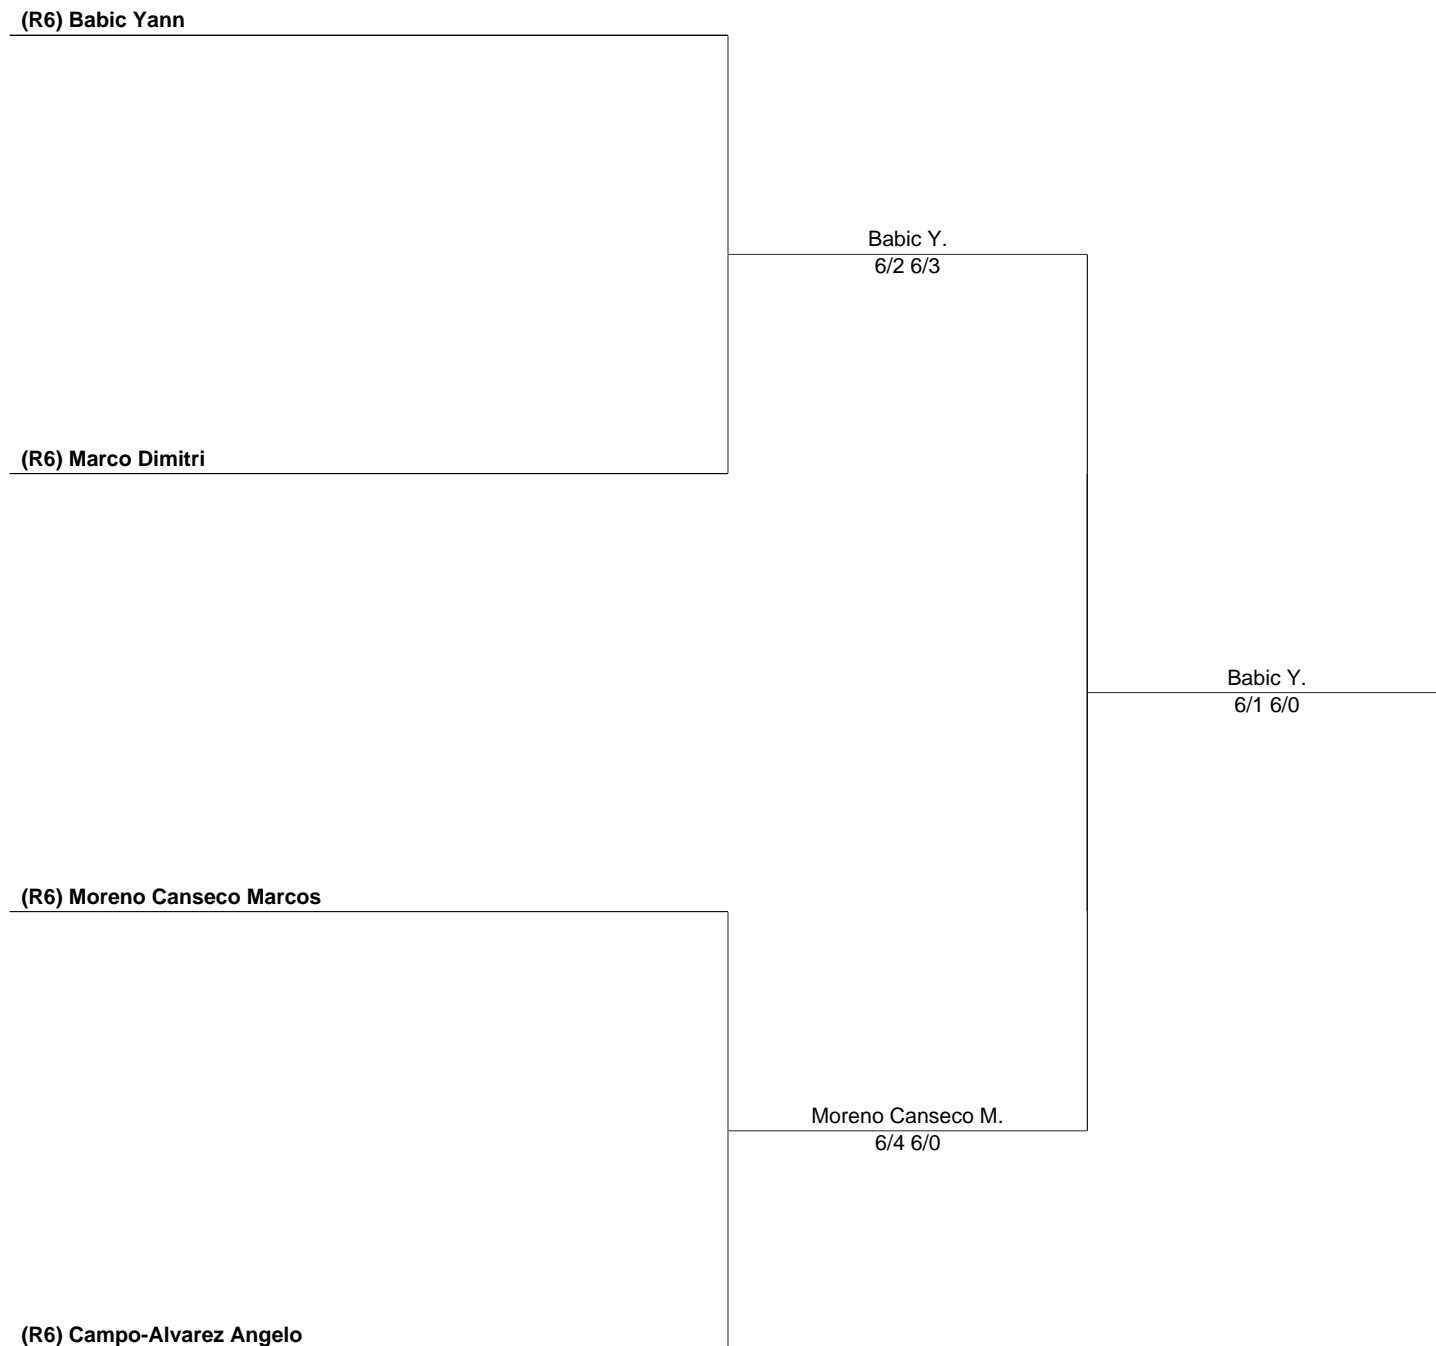 (R6) Babic Yann
Babic Y.
6/2 6/3
(R6) Marco Dimitri
Babic Y.
6/1 6/0
(R6) Moreno Canseco Marcos
Moreno Canseco M.
6/4 6/0
(R6) Campo-Alvarez Angelo